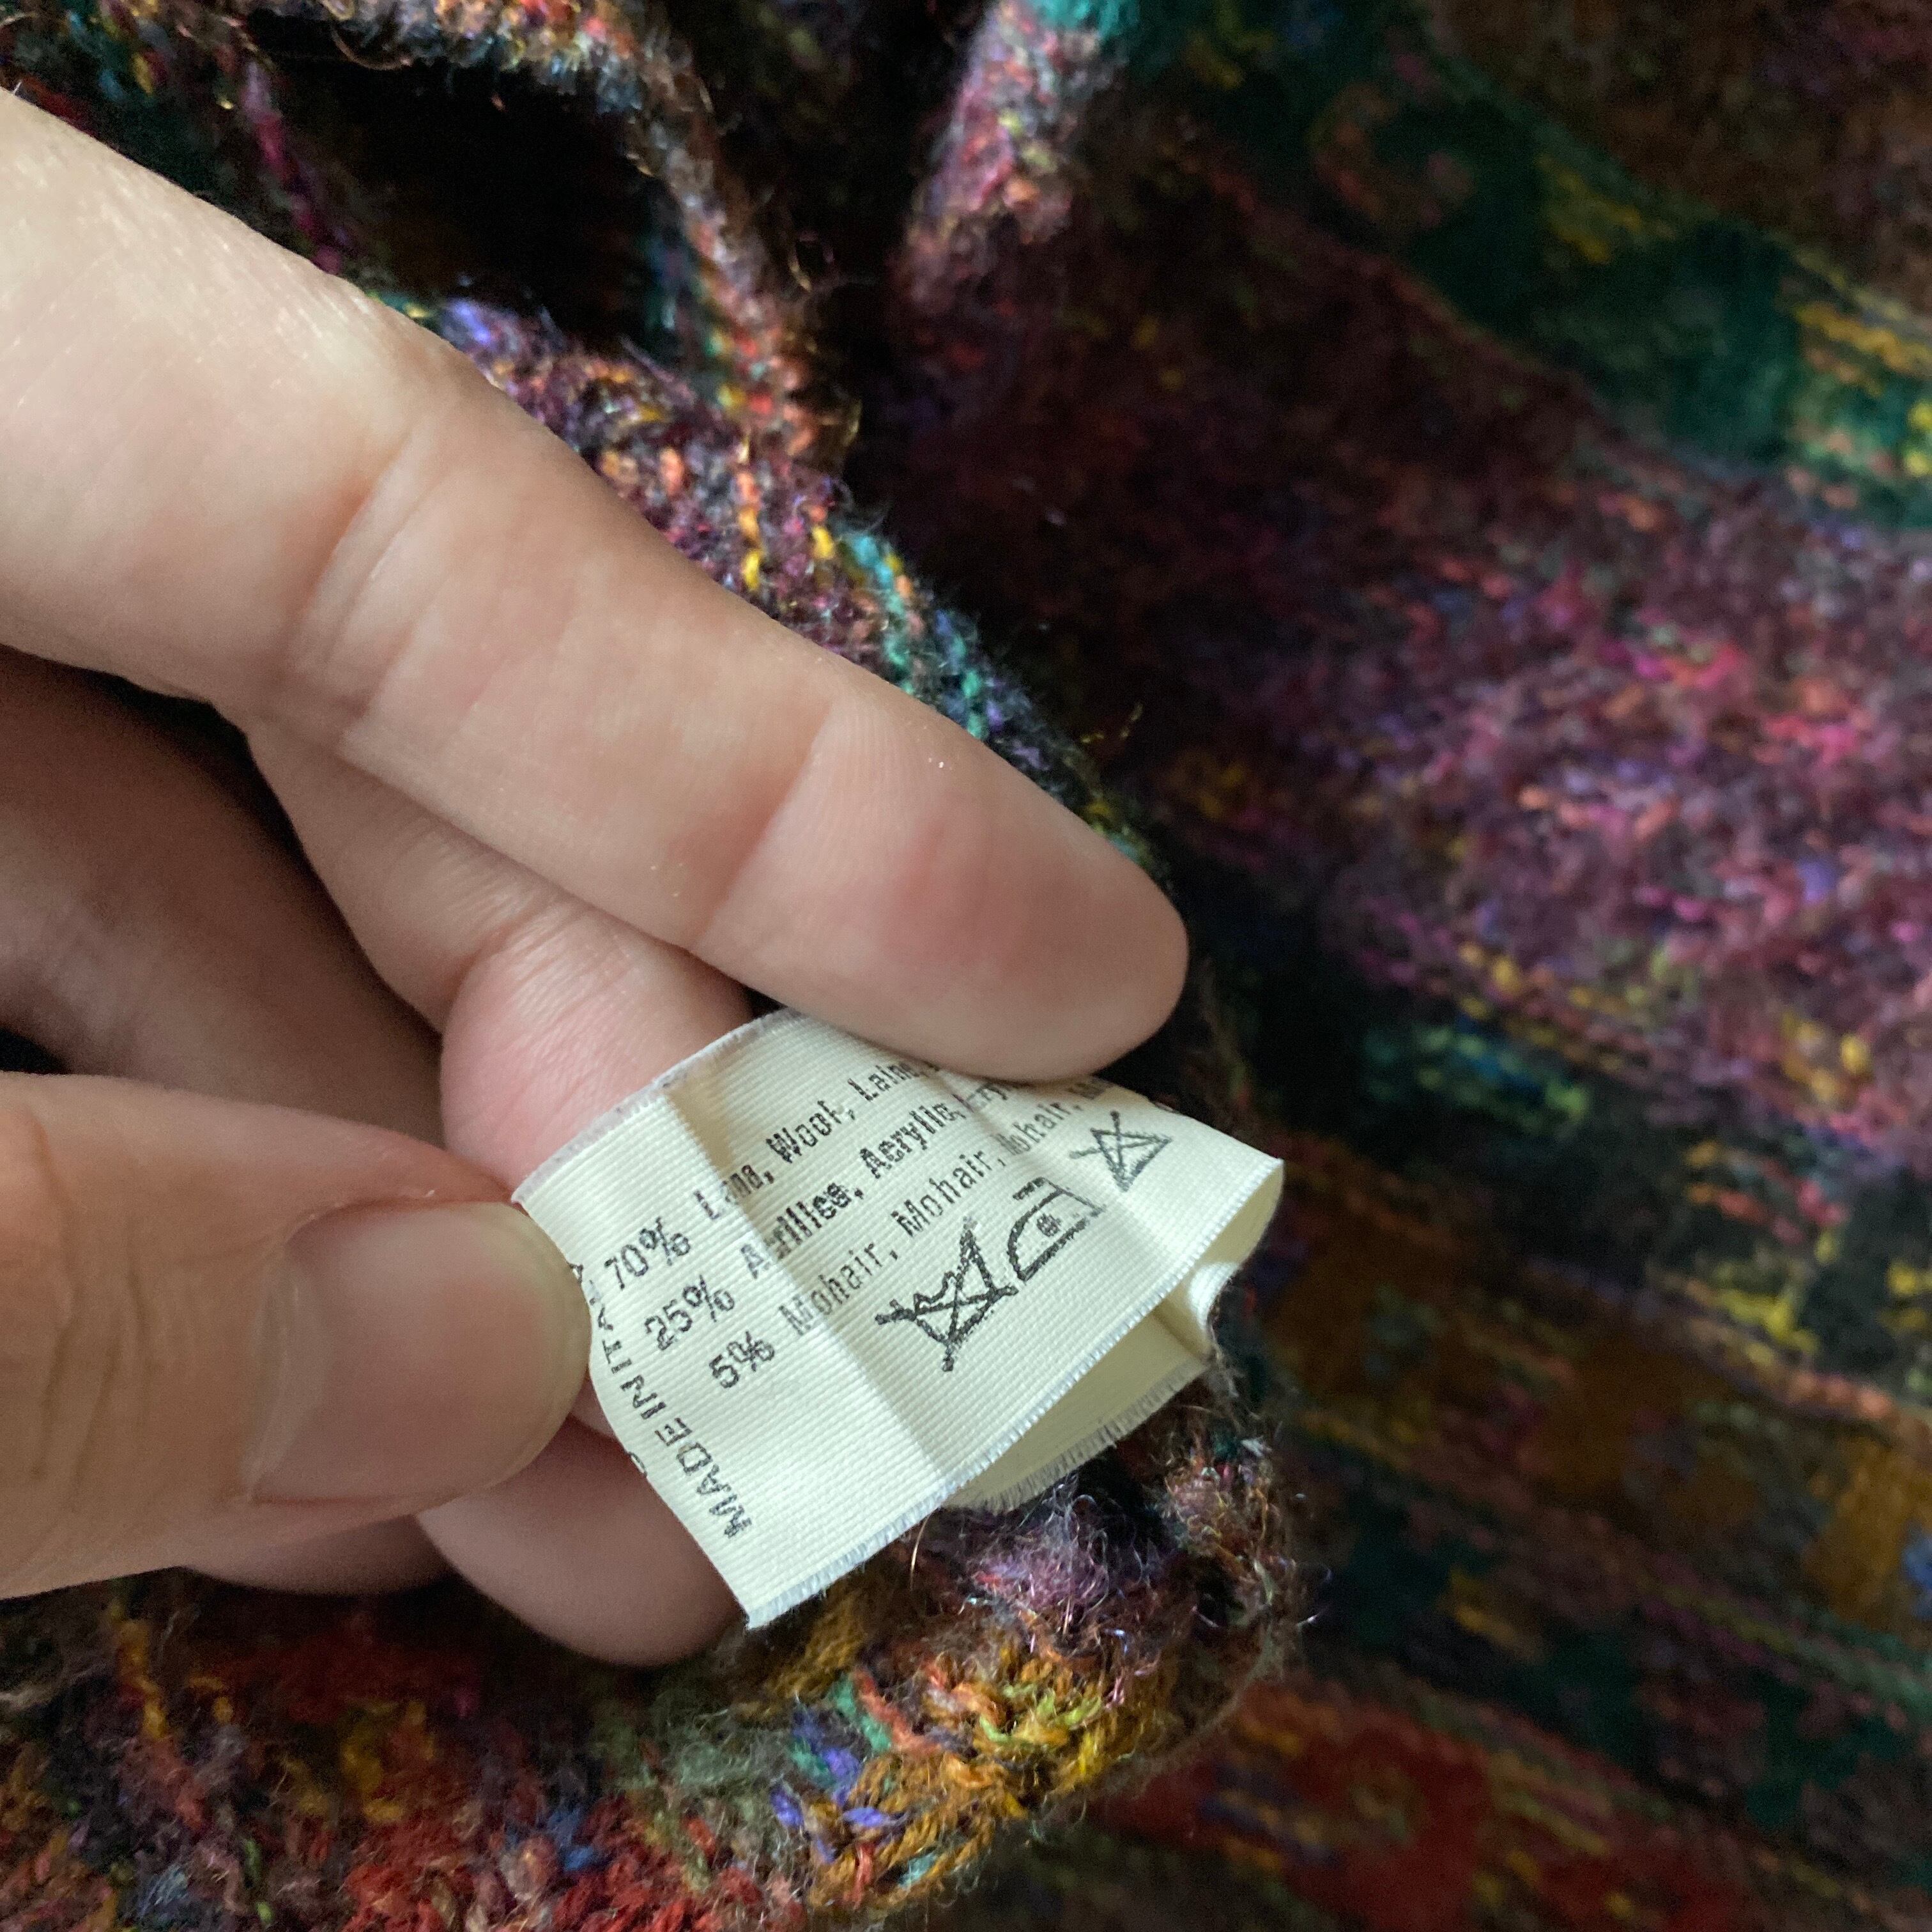 70% Lana, Wool, Laine,
25% Acrilico, Acrylic,
5% Mohair, Mohair, Mohair,
MADE IN ITALY